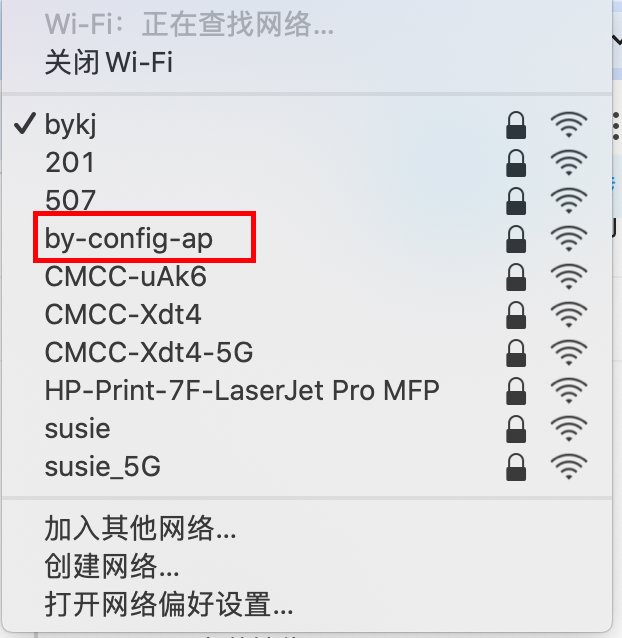 Wi-Fi：正在查找网络...
关闭 Wi-Fi
bykj
201
507
by-config-ap
CMCC-uAk6
CMCC-Xdt4
CMCC-Xdt4-5G
HP-Print-7F-LaserJet Pro MFP
susie
susie_5G
加入其他网络...
创建网络...
打开网络偏好设置...